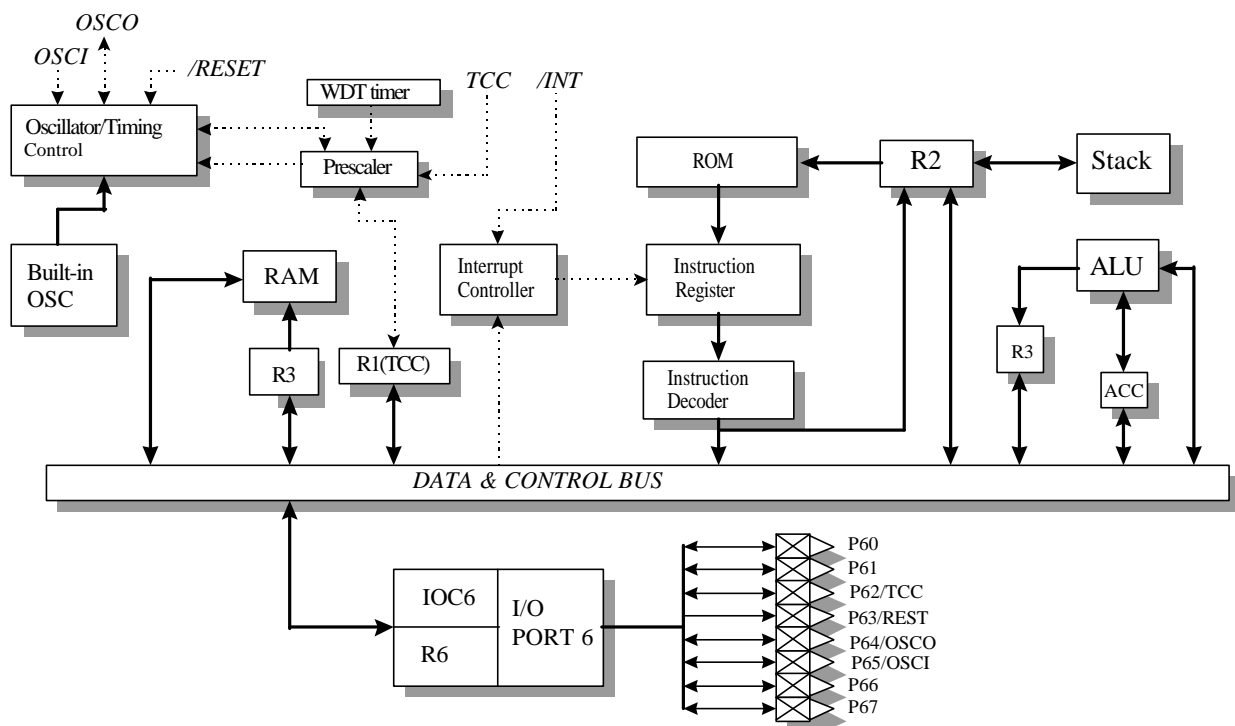 OSCO
OSCI
/RESET
WDT timer
TCC
/INT
Oscillator/Timing
Control
Prescaler
ROM
R2
Stack
Built-in
OSC
RAM
Interrupt
Controller
Instruction
Register
ALU
R3
R1(TCC)
Instruction
Decoder
R3
ACC
DATA & CONTROL BUS
IOC6
R6
I/O
PORT 6
P60
P61
P62/TCC
P63/REST
P64/OSCO
P65/OSCI
P66
P67